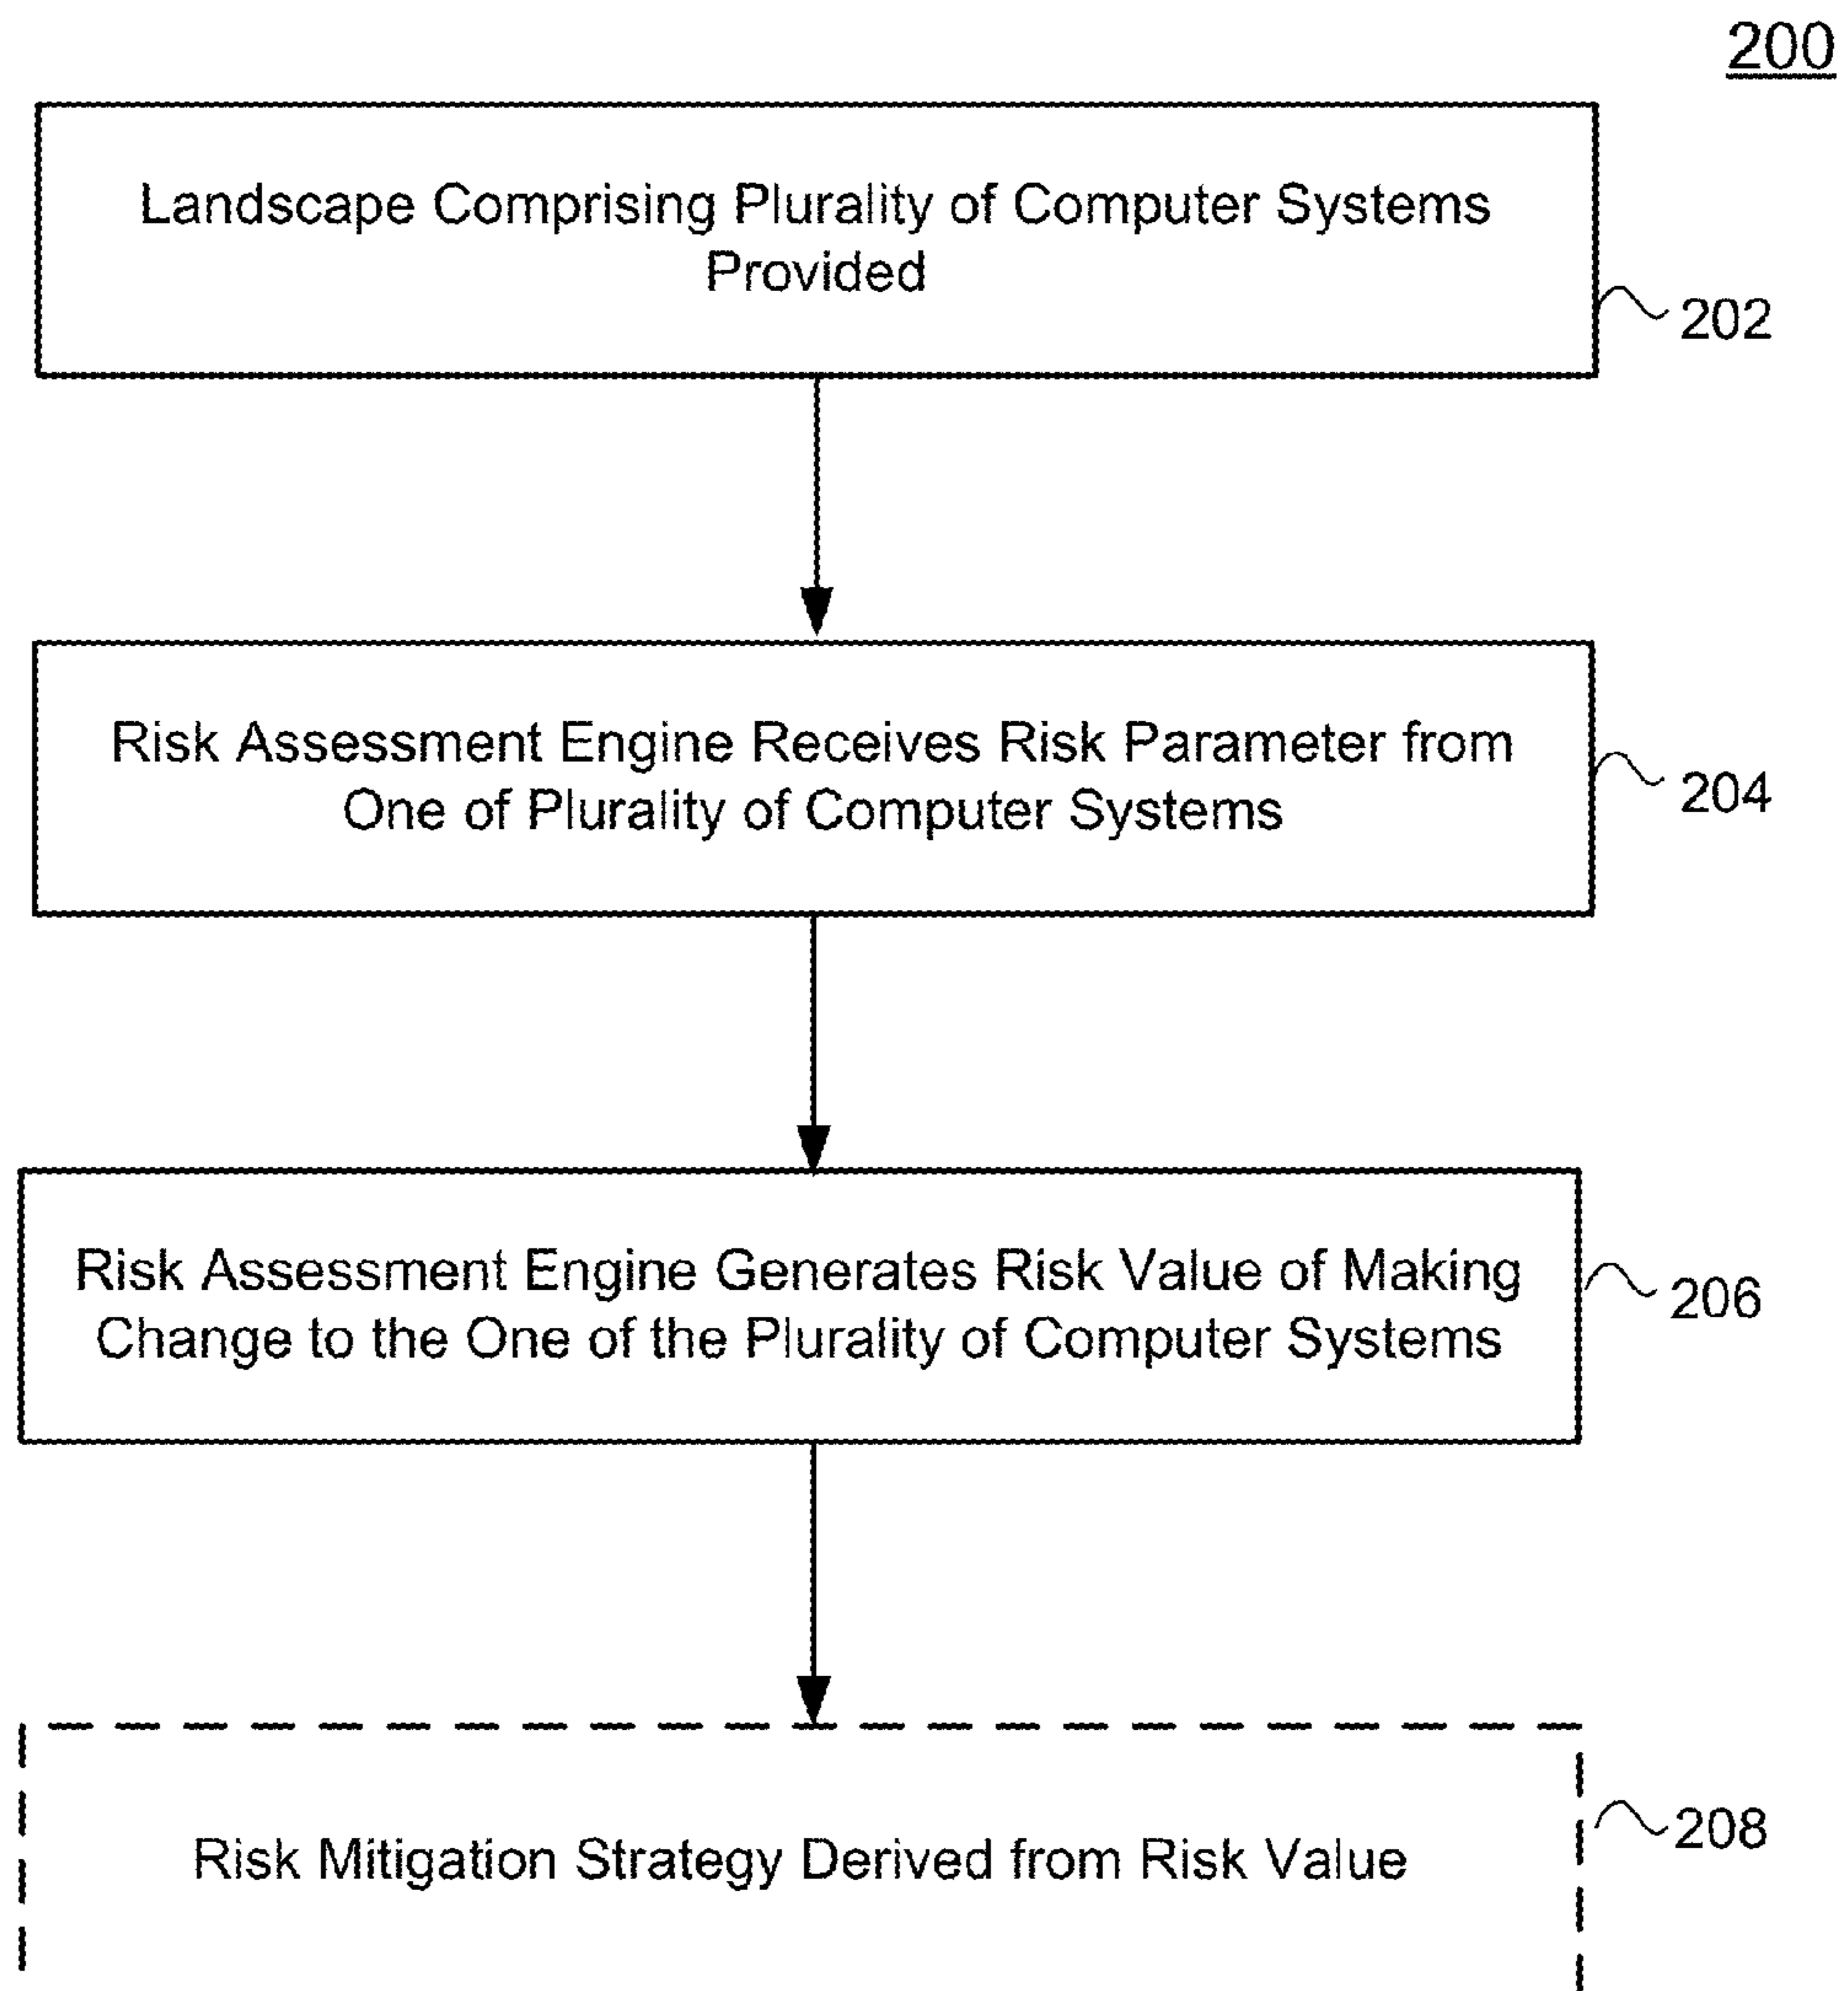 200
Landscape Comprising Plurality of Computer Systems
Provided
202
Risk Assessment Engine Receives Risk Parameter from
One of Plurality of Computer Systems
204
Risk Assessment Engine Generates Risk Value of Making
Change to the One of the Plurality of Computer Systems
206
Risk Mitigation Strategy Derived from Risk Value
208